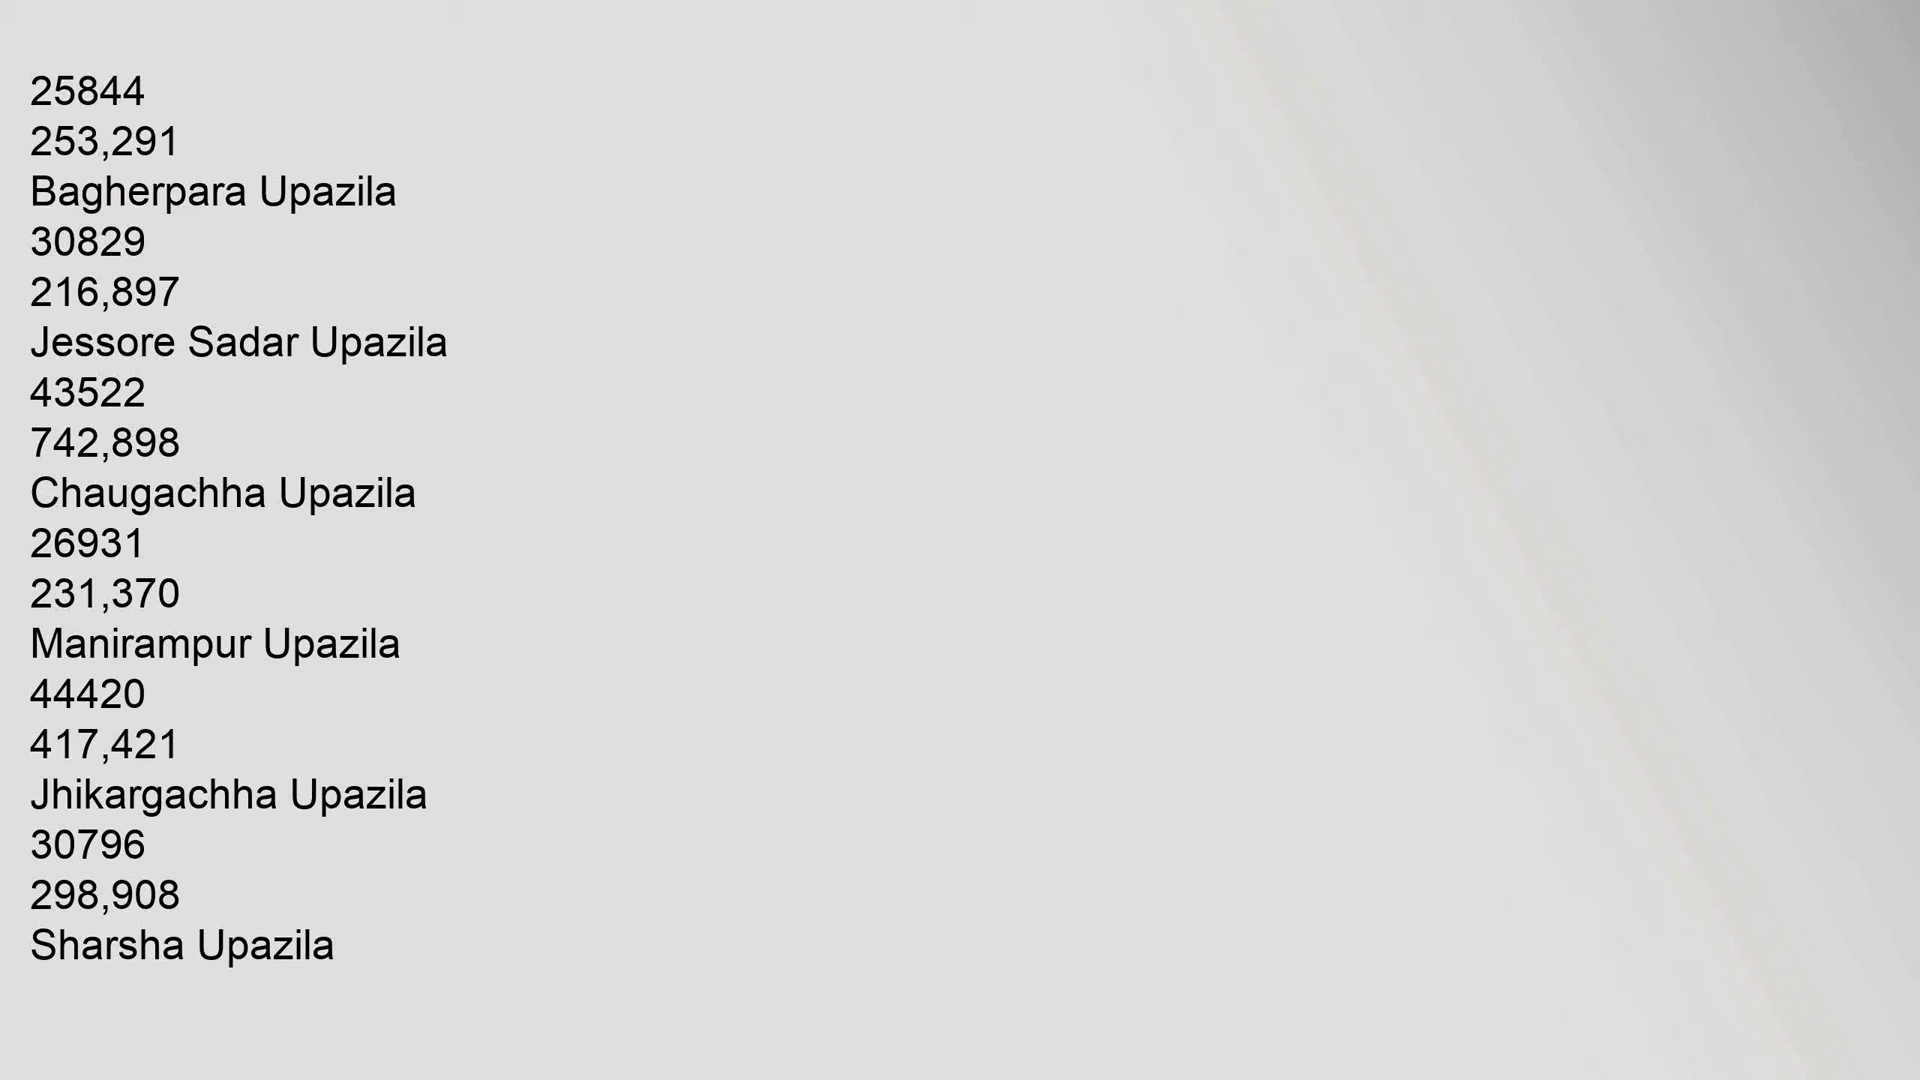 25844
253,291
Bagherpara Upazila
30829
216,897
Jessore Sadar Upazila
43522
742,898
Chaugachha Upazila
26931
231,370
Manirampur Upazila
44420
417,421
Jhikargachha Upazila
30796
298,908
Sharsha Upazila